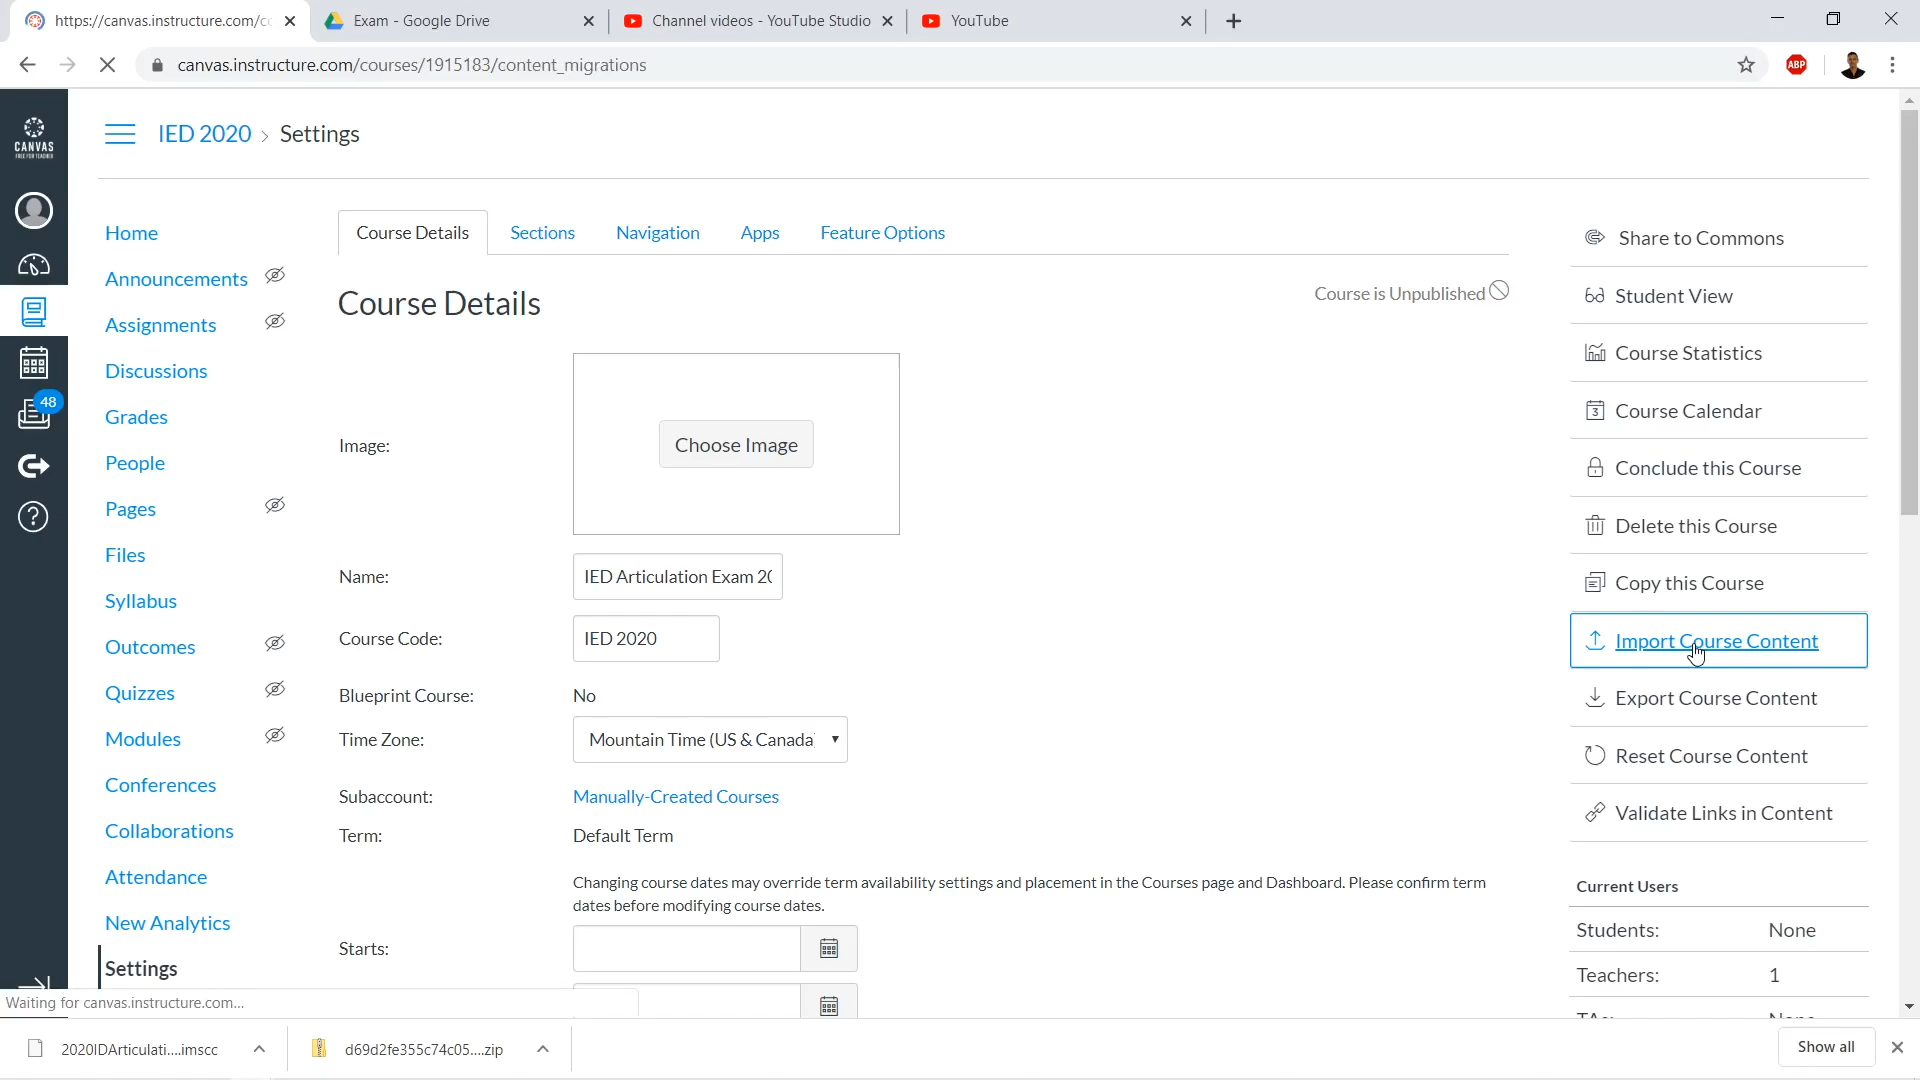 https://canvas.instructure.com/co
Exam - Google Drive
Channel videos - YouTube Studio
YouTube
canvas.instructure.com/courses/1915183/content_migrations
ABP
CANVAS
FREE FOR TEACHER
IED 2020 > Settings
Home
Announcements
Assignments
Discussions
Grades
People
Pages
Files
Syllabus
Outcomes
Quizzes
Modules
Conferences
Collaborations
Attendance
New Analytics
Settings
48
Course Details
Sections
Navigation
Apps
Feature Options
Course Details
Course is Unpublished
Image:
Choose Image
Name:
IED Articulation Exam 20
Course Code:
IED 2020
Blueprint Course:
No
Time Zone:
Mountain Time (US & Canada)
Subaccount:
Manually-Created Courses
Term:
Default Term
Changing course dates may override term availability settings and placement in the Courses page and Dashboard. Please confirm term
dates before modifying course dates.
Starts:
Share to Commons
Student View
Course Statistics
3
Course Calendar
Conclude this Course
Delete this Course
Copy this Course
Import Course Content
Export Course Content
Reset Course Content
Validate Links in Content
Current Users
Students:
None
Teachers:
1
Waiting for canvas.instructure.com...
2020IDArticulati....imscc
d69d2fe355c74c05....zip
Show all